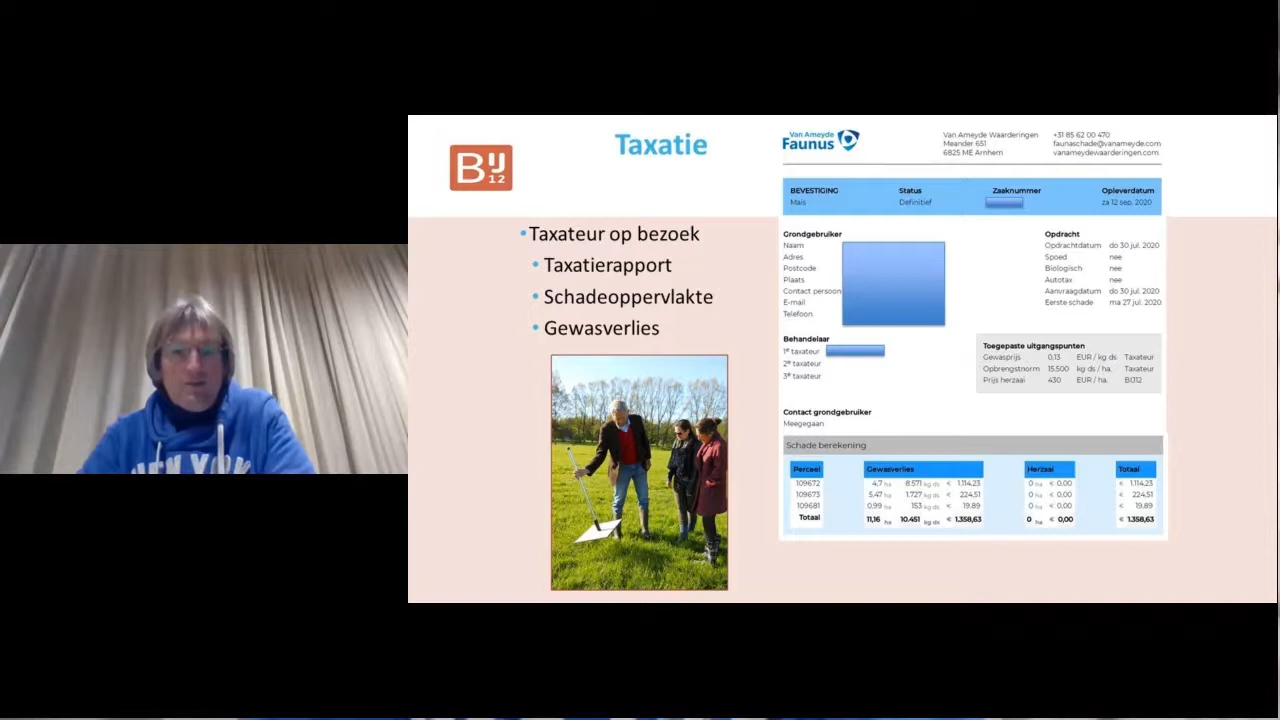 BIJ
12
Taxatie
•Taxateur op bezoek
• Taxatierapport
• Schadeoppervlakte
• Gewasverlies
Van Ameyde
Faunus
Van Ameyde Waarderingen
Meander 651
6825 ME Arnhem
+31 85 62 00 470
faunaschade@vanameyde.com
vanameydewaarderingen.com
BEVESTIGING Status Zaaknummer Opleverdatum
Mais Definitief za 12 sep. 2020
Grondgebruiker
Naam
Adres
Postcode
Plaats
Contact persoon
E-mail
Telefoon
Opdracht
Opdrachtdatum do 30 jul. 2020
Spoed nee
Biologisch nee
Autotax nee
Aanvraagdatum do 30 jul. 2020
Eerste schade ma 27 jul. 2020
Behandelaar
1e taxateur
2e taxateur
3e taxateur
Toegepaste uitgangspunten
Gewasprijs 0,13 EUR / kg ds Taxateur
Opbrengstnorm 15.500 kg ds / ha. Taxateur
Prijs herzaai 430 EUR / ha. BIJ12
Contact grondgebruiker
Meegegaan
Schade berekening
Perceel Gewasverlies Herzaai Totaal
109672 4,7 ha 8.571 kg ds € 1.114,23 0 ha € 0,00 € 1.114,23
109673 5,47 ha 1.727 kg ds € 224,51 0 ha € 0,00 € 224,51
109681 0,99 ha 153 kg ds € 19,89 0 ha € 0,00 € 19,89
Totaal 11,16 ha 10.451 kg ds € 1.358,63 0 ha € 0,00 € 1.358,63
NEW YORK